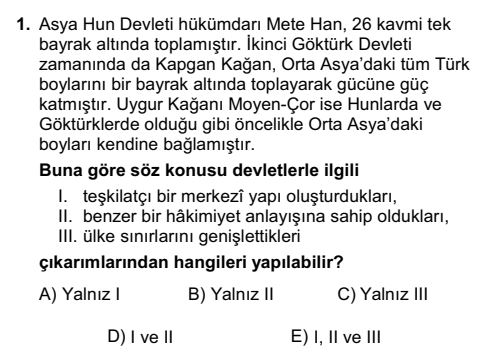 1. Asya Hun Devleti hükümdarı Mete Han, 26 kavmi tek
bayrak altında toplamıştır. İkinci Göktürk Devleti
zamanında da Kapgan Kağan, Orta Asya'daki tüm Türk
boylarını bir bayrak altında toplayarak gücüne güç
katmıştır. Uygur Kağanı Moyen-Çor ise Hunlarda ve
Göktürklerde olduğu gibi öncelikle Orta Asya'daki
boyları kendine bağlamıştır.
Buna göre söz konusu devletlerle ilgili
I. teşkilatçı bir merkezî yapı oluşturdukları,
II. benzer bir hâkimiyet anlayışına sahip oldukları,
III. ülke sınırlarını genişlettikleri
çıkarımlarından hangileri yapılabilir?
A) Yalnız I B) Yalnız II C) Yalnız III
D) I ve II E) I, II ve III